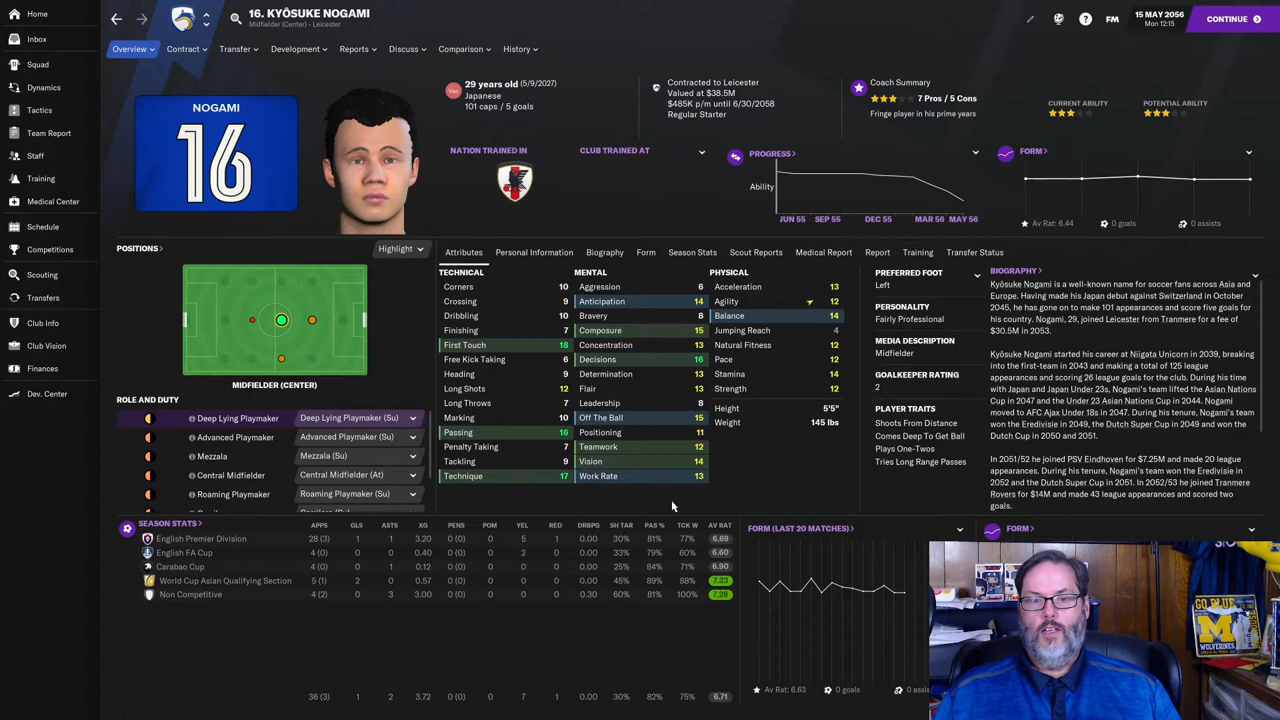 Home
Inbox
Squad
Dynamics
Tactics
Team Report
Staff
Training
Medical Center
Schedule
Competitions
Scouting
Transfers
Club Info
Club Vision
Finances
Dev. Center
16. KYŌSUKE NOGAMI
Midfielder (Center) - Leicester
FM
15 MAY 2056
Mon 12:15
CONTINUE
Overview
Contract
Transfer
Development
Reports
Discuss
Comparison
History
NOGAMI
16
29 years old (5/9/2027)
Japanese
101 caps / 5 goals
Contracted to Leicester
Valued at $38.5M
$485K p/m until 6/30/2058
Regular Starter
Coach Summary
7 Pros / 5 Cons
Fringe player in his prime years
CURRENT ABILITY
POTENTIAL ABILITY
NATION TRAINED IN
CLUB TRAINED AT
PROGRESS
Ability
JUN 55 SEP 55 DEC 55 MAR 56 MAY 56
FORM
Av Rat: 6.44 0 goals 0 assists
POSITIONS
Highlight
MIDFIELDER (CENTER)
ROLE AND DUTY
Deep Lying Playmaker Deep Lying Playmaker (Su)
Advanced Playmaker Advanced Playmaker (Su)
Mezzala Mezzala (Su)
Central Midfielder Central Midfielder (At)
Roaming Playmaker Roaming Playmaker (Su)
Attributes Personal Information Biography Form Season Stats Scout Reports Medical Report Report Training Transfer Status
TECHNICAL
Corners 10
Crossing 9
Dribbling 10
Finishing 7
First Touch 18
Free Kick Taking 6
Heading 9
Long Shots 12
Long Throws 7
Marking 10
Passing 16
Penalty Taking 7
Tackling 9
Technique 17
MENTAL
Aggression 6
Anticipation 14
Bravery 8
Composure 15
Concentration 13
Decisions 16
Determination 13
Flair 13
Leadership 8
Off The Ball 15
Positioning 11
Teamwork 12
Vision 14
Work Rate 13
PHYSICAL
Acceleration 13
Agility 12
Balance 14
Jumping Reach 4
Natural Fitness 12
Pace 12
Stamina 14
Strength 12
Height 5'5"
Weight 145 lbs
PREFERRED FOOT
Left
PERSONALITY
Fairly Professional
MEDIA DESCRIPTION
Midfielder
GOALKEEPER RATING
2
PLAYER TRAITS
Shoots From Distance
Comes Deep To Get Ball
Plays One-Twos
Tries Long Range Passes
BIOGRAPHY
Kyōsuke Nogami is a well-known name for soccer fans across Asia and
Europe. Having made his Japan debut against Switzerland in October
2045, he has gone on to make 101 appearances and score five goals for
his country. Nogami, 29, joined Leicester from Tranmere for a fee of
$30.5M in 2053.
Kyōsuke Nogami started his career at Niigata Unicorn in 2039, breaking
into the first-team in 2043 and making a total of 125 league
appearances and scoring 26 league goals for the club. During his time
with Japan and Japan Under 23s, Nogami's team lifted the Asian Nations
Cup in 2047 and the Under 23 Asian Nations Cup in 2044. Nogami
moved to AFC Ajax Under 18s in 2047. During his tenure, Nogami's team
won the Eredivisie in 2049, the Dutch Super Cup in 2049 and won the
Dutch Cup in 2050 and 2051.
In 2051/52 he joined PSV Eindhoven for $7.25M and made 20 league
appearances. During his tenure, Nogami's team won the Eredivisie in
2052 and the Dutch Super Cup in 2051. In 2052/53 he joined Tranmere
Rovers for $14M and made 43 league appearances and scored two
goals.
SEASON STATS APPS GLS ASTS XG PENS POM YEL RED DRBPG SH TAR PAS % TCK W AV RAT
English Premier Division 28 (3) 1 1 3.20 0 (0) 0 5 1 0.00 30% 81% 77% 6.69
English FA Cup 4 (0) 0 0 0.40 0 (0) 0 2 0 0.00 33% 79% 60% 6.60
Carabao Cup 4 (0) 0 1 0.12 0 (0) 0 0 0 0.00 25% 84% 71% 6.90
World Cup Asian Qualifying Section 5 (1) 2 0 0.57 0 (0) 0 0 0 0.00 45% 89% 88% 7.23
Non Competitive 4 (2) 0 3 3.00 0 (0) 0 0 0 0.30 60% 81% 100% 7.28
36 (3) 1 2 3.72 0 (0) 0 7 1 0.00 30% 82% 75% 6.71
FORM (LAST 20 MATCHES)
Av Rat: 6.63 0 goals 0 assis
FORM
GO BLUE
M